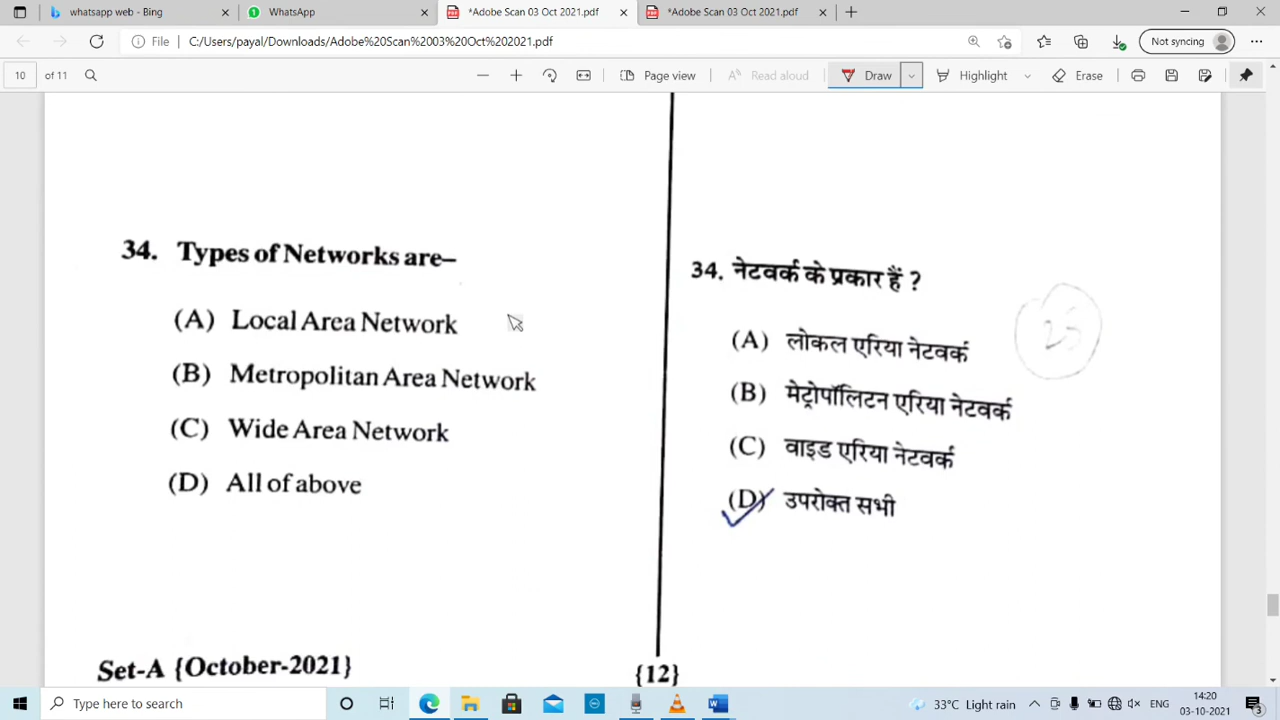 whatsapp web - Bing
WhatsApp
*Adobe Scan 03 Oct 2021.pdf
*Adobe Scan 03 Oct 2021.pdf
File
C:/Users/payal/Downloads/Adobe%20Scan%2003%20Oct%202021.pdf
Not syncing
10 of 11
Page view
Read aloud
Draw
Highlight
Erase
34. Types of Networks are–
(A) Local Area Network
(B) Metropolitan Area Network
(C) Wide Area Network
(D) All of above
34. नेटवर्क के प्रकार हैं ?
(A) लोकल एरिया नेटवर्क
(B) मेट्रोपॉलिटन एरिया नेटवर्क
(C) वाइड एरिया नेटवर्क
(D) उपरोक्त सभी
Set-A {October-2021}
{12}
Type here to search
33°C Light rain
ENG
14:20
03-10-2021
3